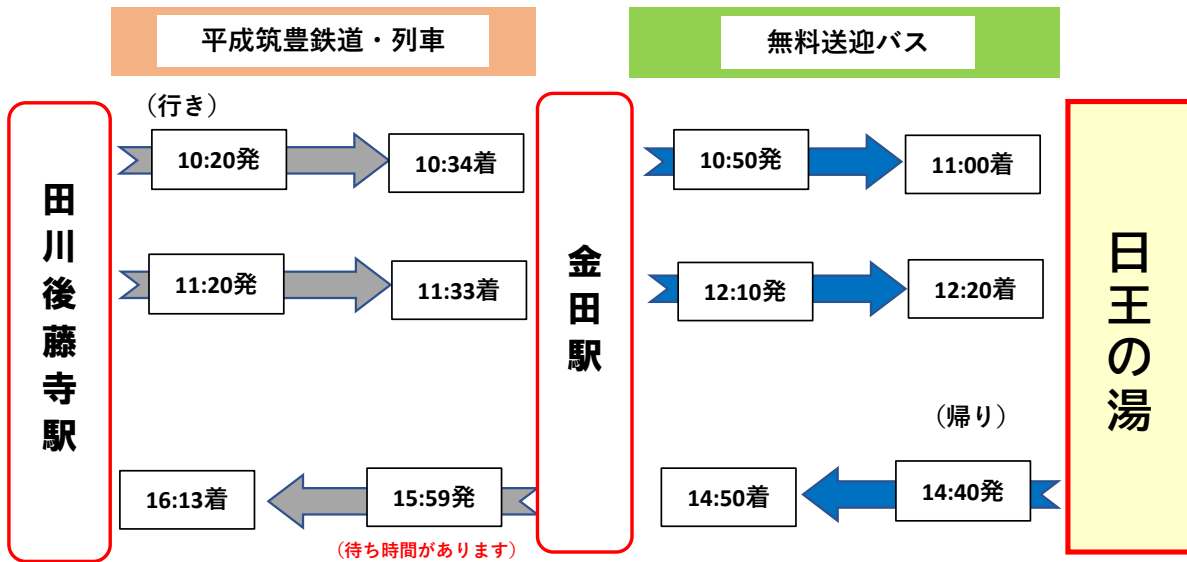 平成筑豊鉄道・列車
無料送迎バス
田川後藤寺駅
(行き)
10:20発
10:34着
金田駅
10:50発
11:00着
日王の湯
11:20発
11:33着
12:10発
12:20着
(帰り)
16:13着
15:59発
14:50着
14:40発
(待ち時間があります)